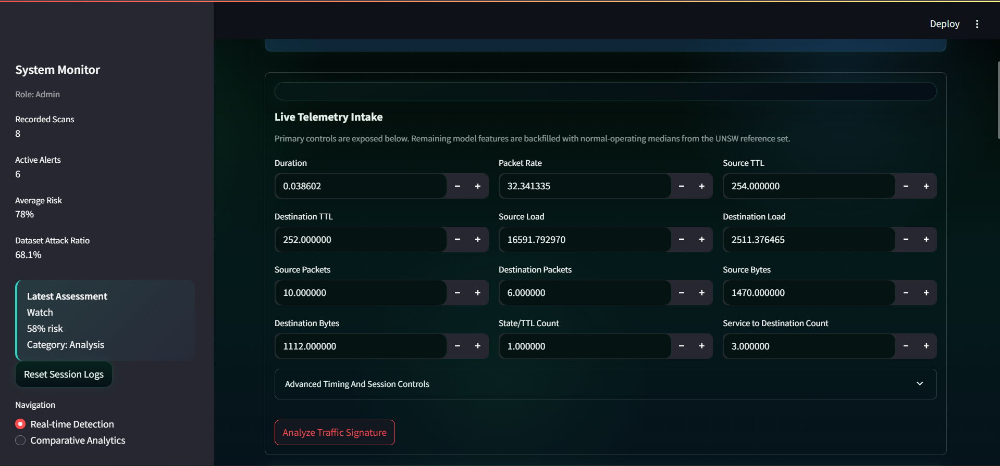 Deploy
System Monitor
Role: Admin
Recorded Scans
8
Active Alerts
6
Average Risk
78%
Dataset Attack Ratio
68.1%
Latest Assessment
Watch
58% risk
Category: Analysis
Reset Session Logs
Navigation
Real-time Detection
Comparative Analytics
Live Telemetry Intake
Primary controls are exposed below. Remaining model features are backfilled with normal-operating medians from the UNSW reference set.
Duration
0.038602
Packet Rate
32.341335
Source TTL
254.000000
Destination TTL
252.000000
Source Load
16591.792970
Destination Load
2511.376465
Source Packets
10.000000
Destination Packets
6.000000
Source Bytes
1470.000000
Destination Bytes
1112.000000
State/TTL Count
1.000000
Service to Destination Count
3.000000
Advanced Timing And Session Controls
Analyze Traffic Signature